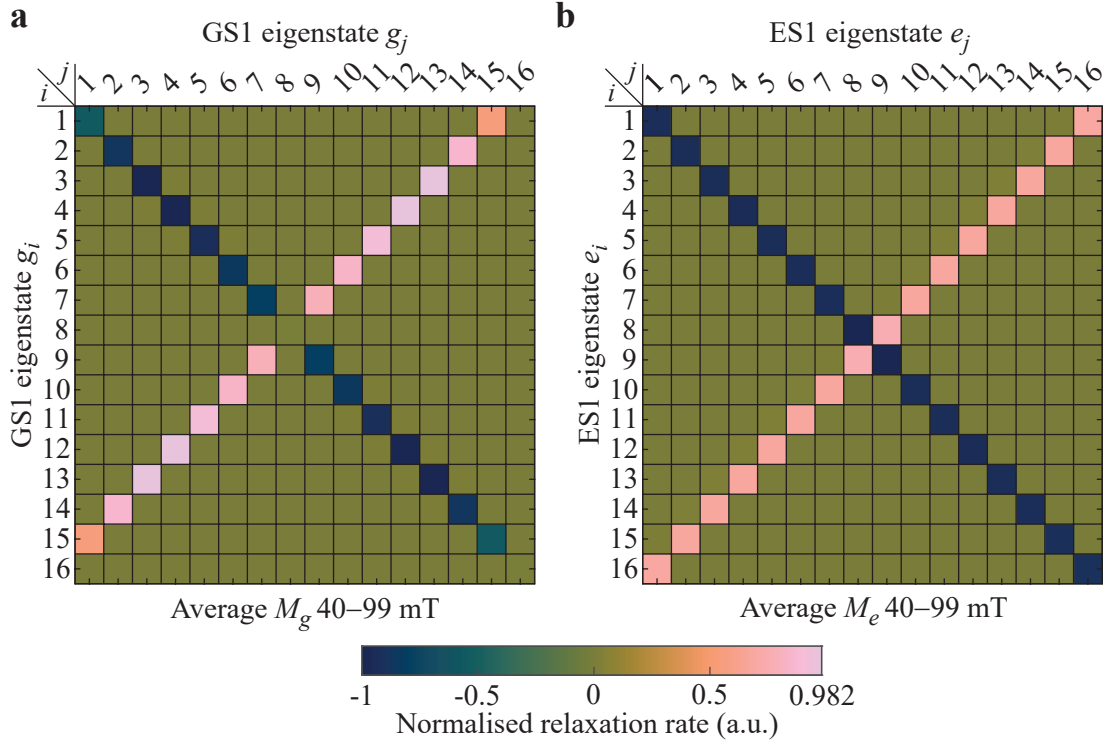 a
GS1 eigenstate g_j
j
i
1 2 3 4 5 6 7 8 9 10 11 12 13 14 15 16
GS1 eigenstate g_i
1
2
3
4
5
6
7
8
9
10
11
12
13
14
15
16
Average M_g 40–99 mT
b
ES1 eigenstate e_j
j
i
1 2 3 4 5 6 7 8 9 10 11 12 13 14 15 16
ES1 eigenstate e_i
1
2
3
4
5
6
7
8
9
10
11
12
13
14
15
16
Average M_e 40–99 mT
-1 -0.5 0 0.5 0.982
Normalised relaxation rate (a.u.)